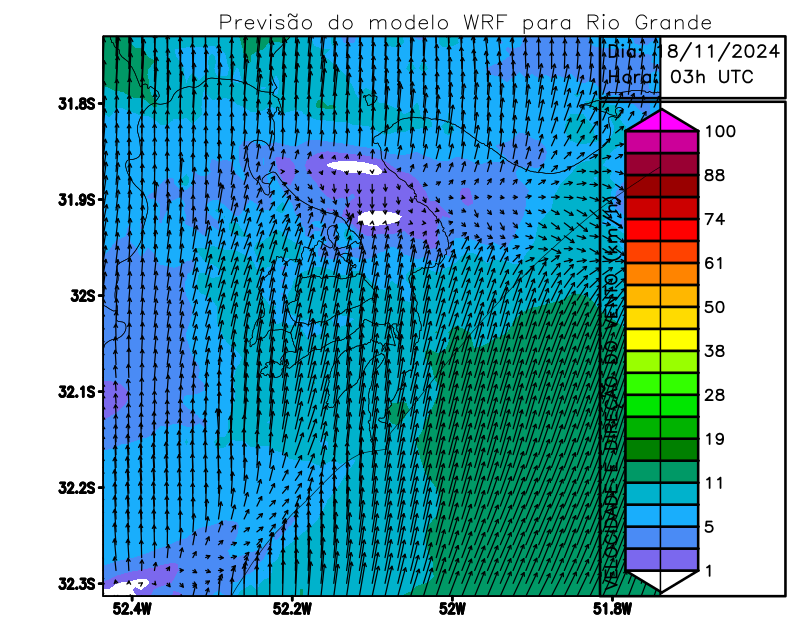 Previsão do modelo WRF para Rio Grande
Dia: 18/11/2024
Hora: 03h UTC
31.8S
31.9S
32S
32.1S
32.2S
32.3S
52.4W
52.2W
52W
51.8W
VELOCIDADE E DIREÇÃO DO VENTO (km/h)
100
88
74
61
50
38
28
19
11
5
1